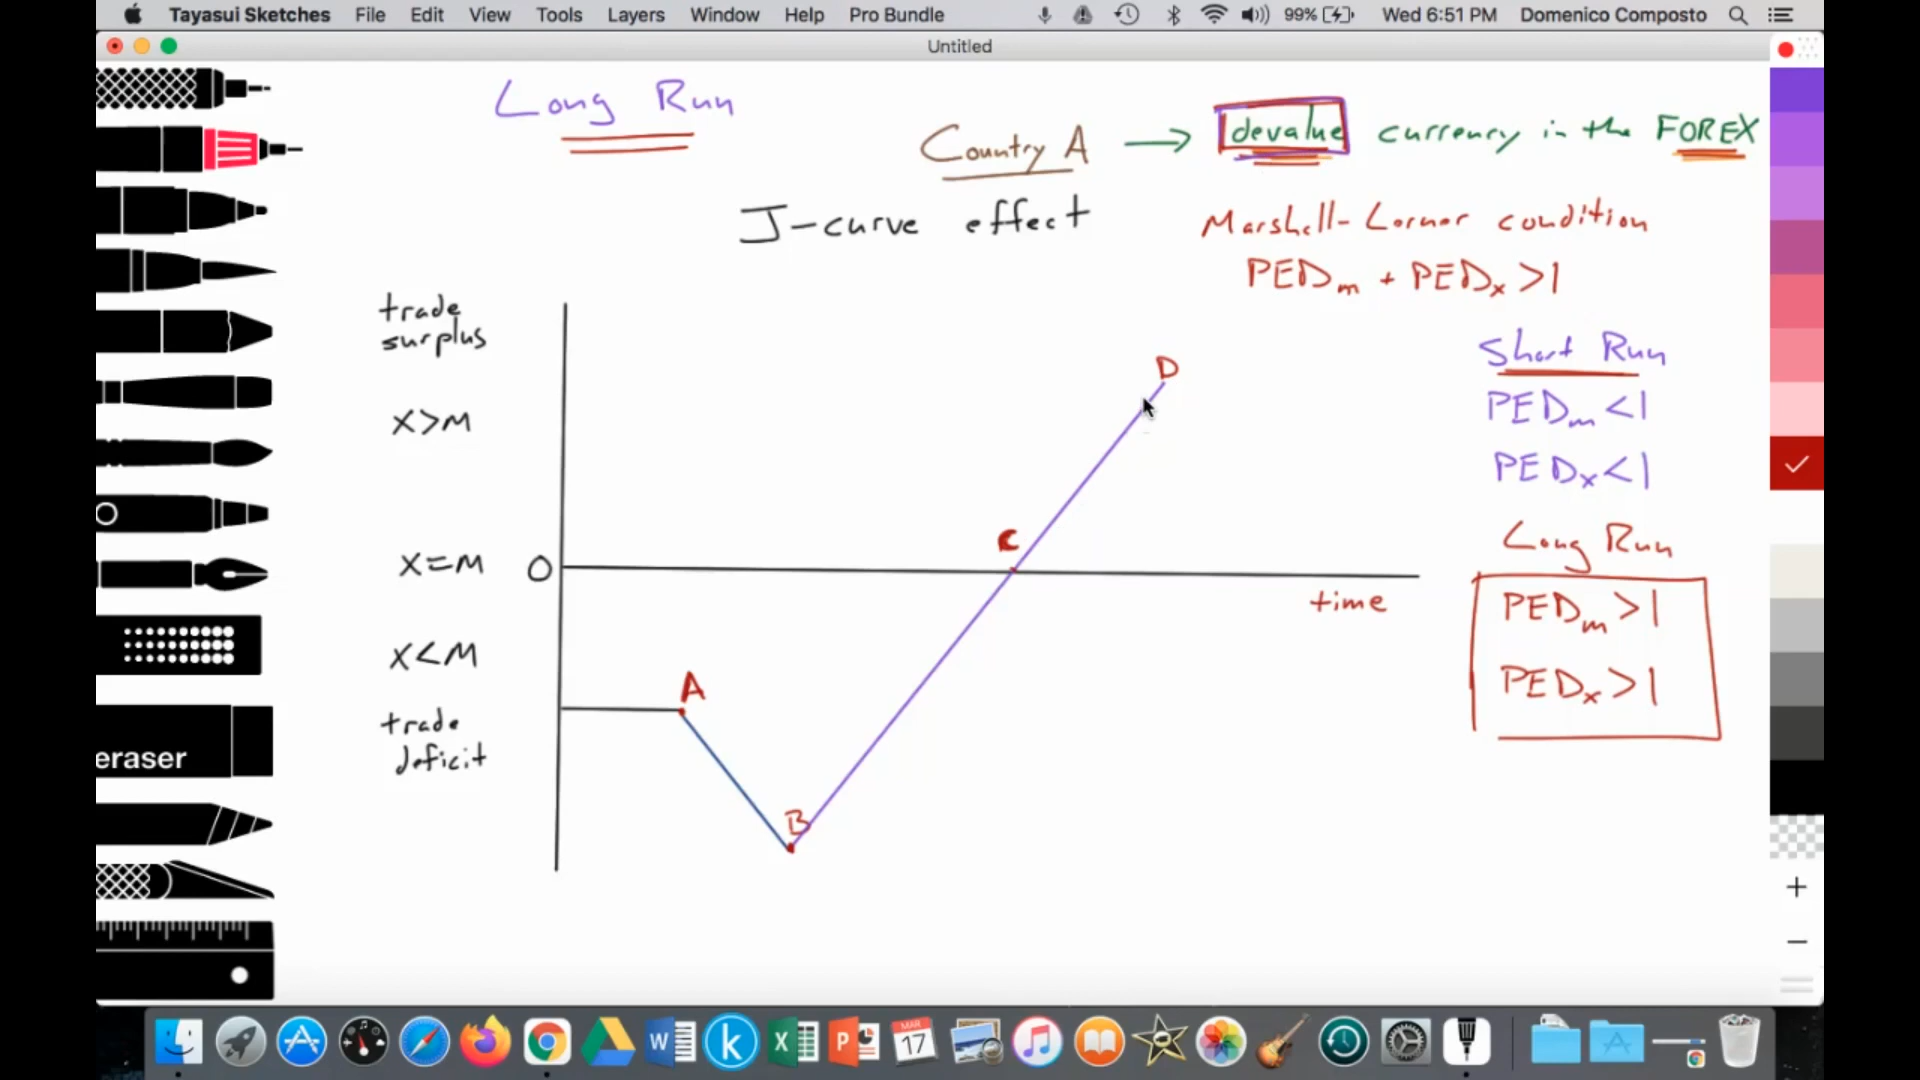 Tayasui Sketches File Edit View Tools Layers Window Help Pro Bundle 99% Wed 6:51 PM Domenico Composto
Untitled
Long Run
Country A → devalue currency in the FOREX
J-curve effect
Marshall-Lerner condition
PEDm + PEDx >1
trade
surplus
x>M
x=M 0
x<M
trade
deficit
A
B
C
D
time
Short Run
PEDm <1
PEDx <1
Long Run
PEDm >1
PEDx >1
eraser
MAR
17